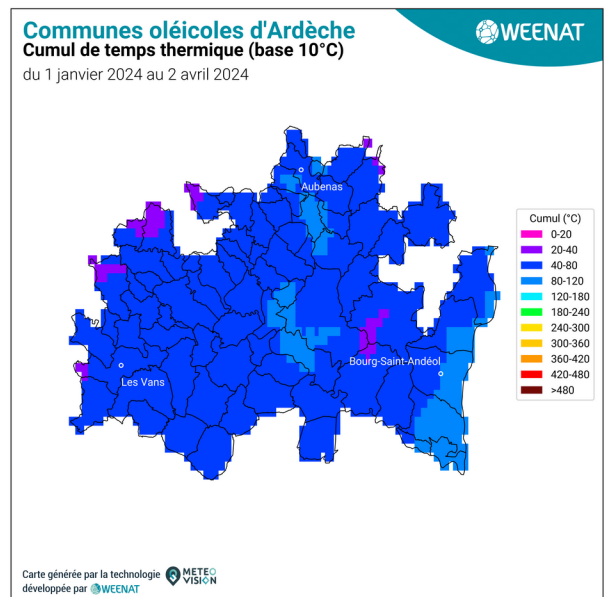 Communes oléicoles d'Ardèche
Cumul de temps thermique (base 10°C)
du 1 janvier 2024 au 2 avril 2024
WEENAT
Aubenas
Bourg-Saint-Andéol
Les Vans
Cumul (°C)
0-20
20-40
40-80
80-120
120-180
180-240
240-300
300-360
360-420
420-480
>480
Carte générée par la technologie
METEO
VISION
développée par WEENAT